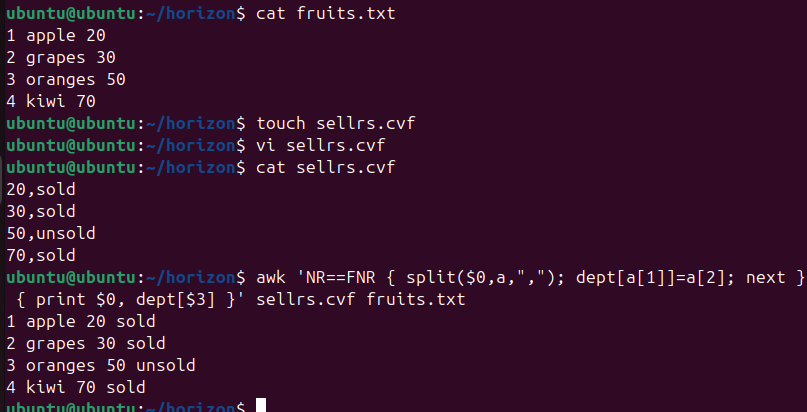 ubuntu@ubuntu:~/horizon$ cat fruits.txt
1 apple 20
2 grapes 30
3 oranges 50
4 kiwi 70
ubuntu@ubuntu:~/horizon$ touch sellrs.cvf
ubuntu@ubuntu:~/horizon$ vi sellrs.cvf
ubuntu@ubuntu:~/horizon$ cat sellrs.cvf
20,sold
30,sold
50,unsold
70,sold
ubuntu@ubuntu:~/horizon$ awk 'NR==FNR { split($0,a,","); dept[a[1]]=a[2]; next }
 { print $0, dept[$3] }' sellrs.cvf fruits.txt
1 apple 20 sold
2 grapes 30 sold
3 oranges 50 unsold
4 kiwi 70 sold
ubuntu@ubuntu:~/horizon$